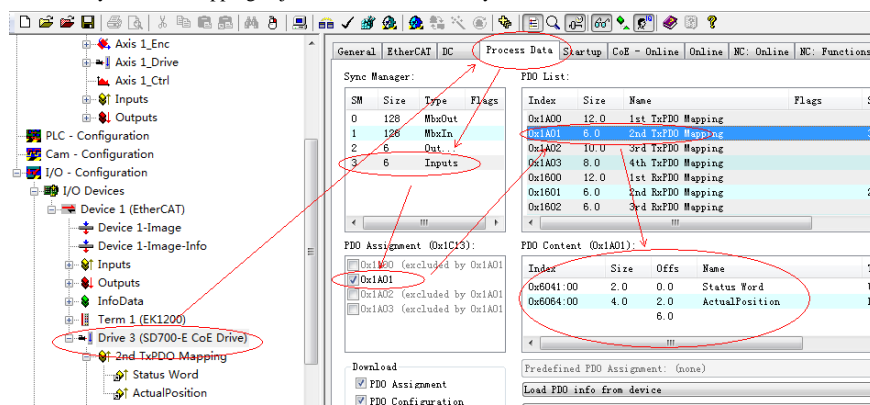 Axis 1_Enc
Axis 1_Drive
Axis 1_Ctrl
Inputs
Outputs
PLC - Configuration
Cam - Configuration
I/O - Configuration
I/O Devices
Device 1 (EtherCAT)
Device 1-Image
Device 1-Image-Info
Inputs
Outputs
InfoData
Term 1 (EK1200)
Drive 3 (SD700-E CoE Drive)
2nd TxPDO Mapping
Status Word
ActualPosition
General EtherCAT DC Process Data Startup CoE - Online Online NC: Online NC: Functions
Sync Manager:
SM Size Type Flags
0 128 MbxOut
1 128 MbxIn
2 6 Out...
3 6 Inputs
PDO List:
Index Size Name Flags
0x1A00 12.0 1st TxPDO Mapping
0x1A01 6.0 2nd TxPDO Mapping
0x1A02 10.0 3rd TxPDO Mapping
0x1A03 8.0 4th TxPDO Mapping
0x1600 12.0 1st RxPDO Mapping
0x1601 6.0 2nd RxPDO Mapping
0x1602 6.0 3rd RxPDO Mapping
PDO Assignment (0x1C13):
0x1A00 (excluded by 0x1A01
0x1A01
0x1A02 (excluded by 0x1A01
0x1A03 (excluded by 0x1A01
PDO Content (0x1A01):
Index Size Offs Name
0x6041:00 2.0 0.0 Status Word
0x6064:00 4.0 2.0 ActualPosition
6.0
Download
PDO Assignment
PDO Configuration
Predefined PDO Assignment: (none)
Load PDO info from device